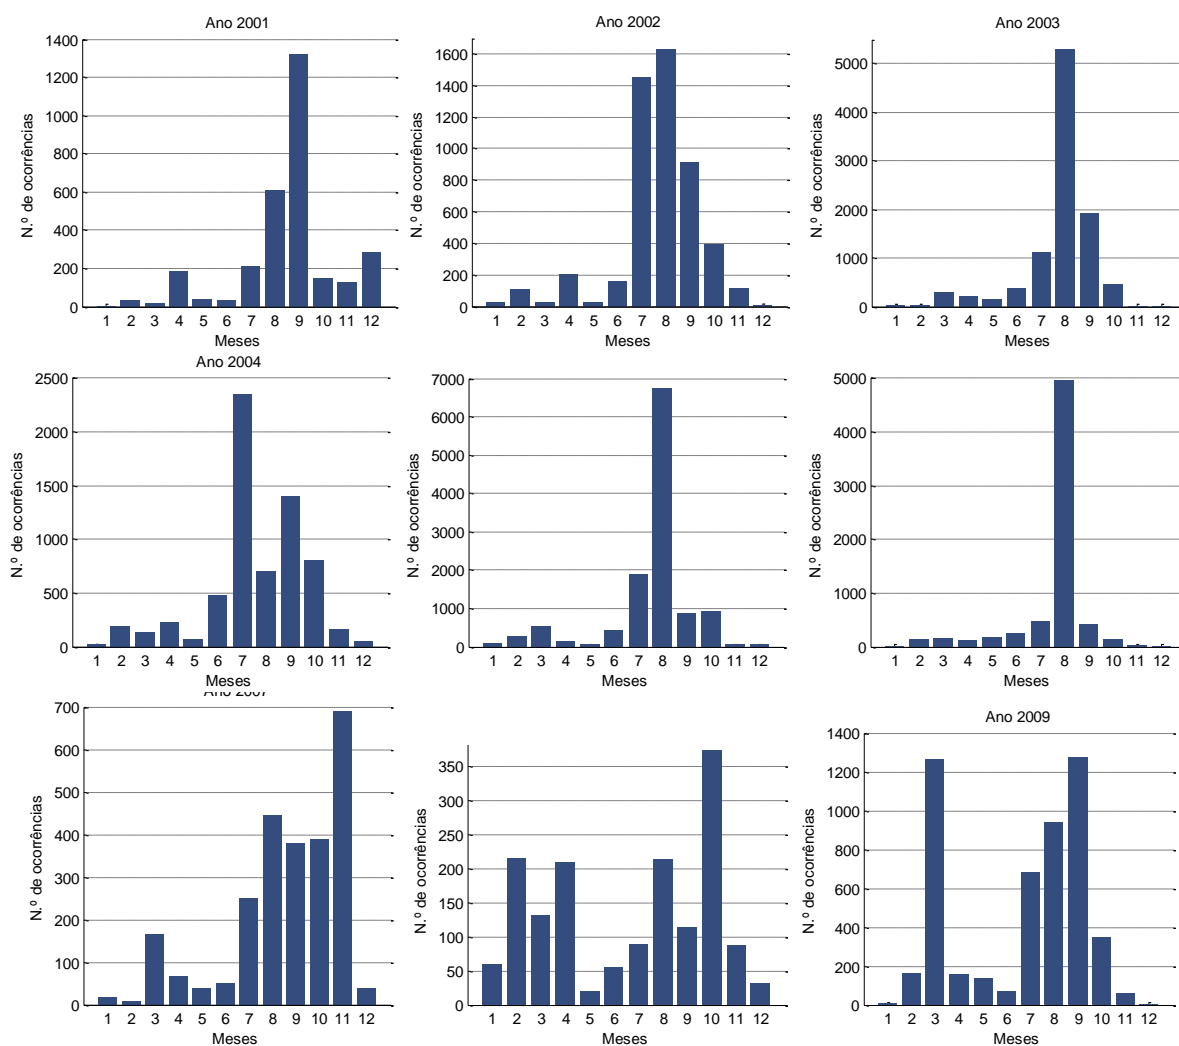 Ano 2001
1400
1200
1000
800
600
400
200
0
N.º de ocorrências
1 2 3 4 5 6 7 8 9 10 11 12
Meses
Ano 2002
1600
1400
1200
1000
800
600
400
200
0
N.º de ocorrências
1 2 3 4 5 6 7 8 9 10 11 12
Meses
Ano 2003
5000
4000
3000
2000
1000
0
N.º de ocorrências
1 2 3 4 5 6 7 8 9 10 11 12
Meses
Ano 2004
2500
2000
1500
1000
500
0
N.º de ocorrências
1 2 3 4 5 6 7 8 9 10 11 12
Meses
7000
6000
5000
4000
3000
2000
1000
0
N.º de ocorrências
1 2 3 4 5 6 7 8 9 10 11 12
Meses
5000
4000
3000
2000
1000
0
N.º de ocorrências
1 2 3 4 5 6 7 8 9 10 11 12
Meses
Ano 2007
700
600
500
400
300
200
100
0
N.º de ocorrências
1 2 3 4 5 6 7 8 9 10 11 12
Meses
350
300
250
200
150
100
50
0
N.º de ocorrências
1 2 3 4 5 6 7 8 9 10 11 12
Meses
Ano 2009
1400
1200
1000
800
600
400
200
0
N.º de ocorrências
1 2 3 4 5 6 7 8 9 10 11 12
Meses